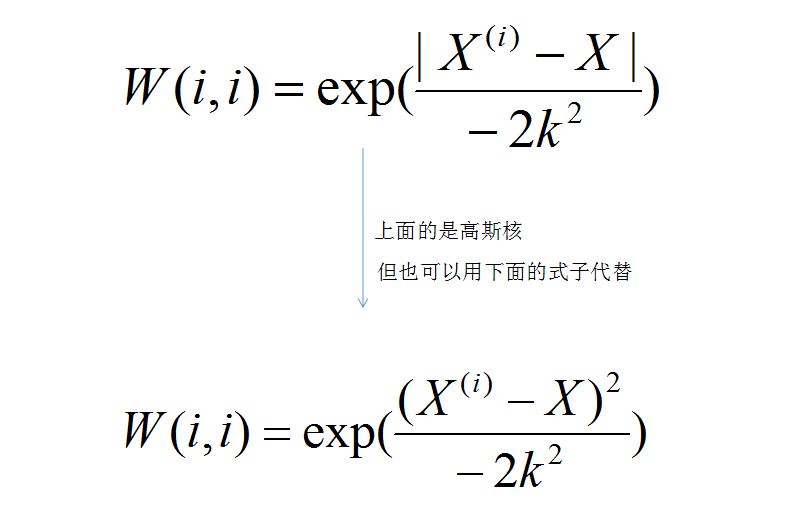 W(i,i) = exp(\frac{| X^{(i)} - X |}{-2k^2})
上面的是高斯核
但也可以用下面的式子代替
W(i,i) = exp(\frac{(X^{(i)} - X)^2}{-2k^2})